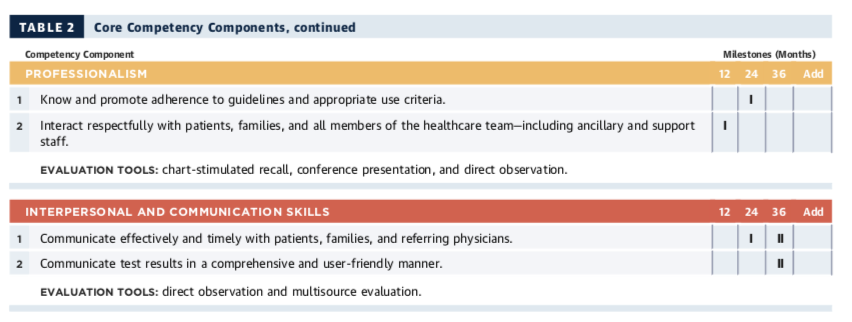 TABLE 2 Core Competency Components, continued
Competency Component Milestones (Months)
PROFESSIONALISM 12 24 36 Add
1 Know and promote adherence to guidelines and appropriate use criteria. I
2 Interact respectfully with patients, families, and all members of the healthcare team—including ancillary and support I
staff.
EVALUATION TOOLS: chart-stimulated recall, conference presentation, and direct observation.
INTERPERSONAL AND COMMUNICATION SKILLS 12 24 36 Add
1 Communicate effectively and timely with patients, families, and referring physicians. I II
2 Communicate test results in a comprehensive and user-friendly manner. II
EVALUATION TOOLS: direct observation and multisource evaluation.